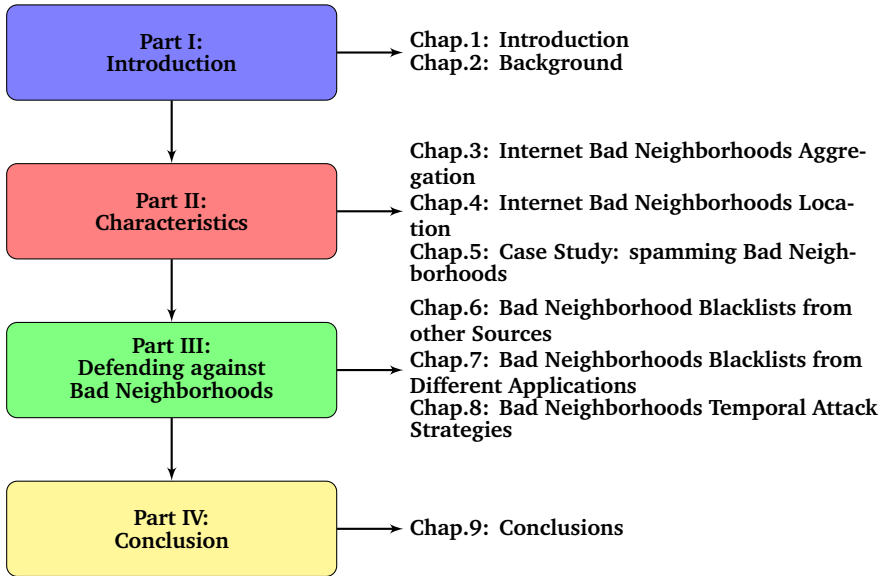 Part I:
Introduction
Chap.1: Introduction
Chap.2: Background
Part II:
Characteristics
Chap.3: Internet Bad Neighborhoods Aggre-
gation
Chap.4: Internet Bad Neighborhoods Loca-
tion
Chap.5: Case Study: spamming Bad Neigh-
borhoods
Part III:
Defending against
Bad Neighborhoods
Chap.6: Bad Neighborhood Blacklists from
other Sources
Chap.7: Bad Neighborhoods Blacklists from
Different Applications
Chap.8: Bad Neighborhoods Temporal Attack
Strategies
Part IV:
Conclusion
Chap.9: Conclusions